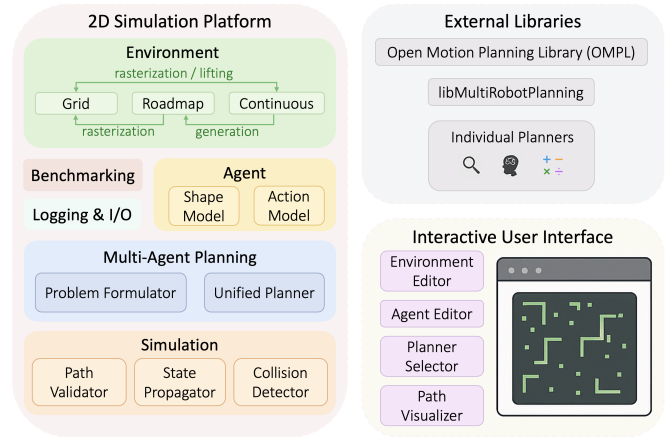 2D Simulation Platform
Environment
rasterization / lifting
Grid
Roadmap
Continuous
rasterization
generation
Benchmarking
Logging & I/O
Agent
Shape
Model
Action
Model
Multi-Agent Planning
Problem Formulator
Unified Planner
Simulation
Path
Validator
State
Propagator
Collision
Detector
External Libraries
Open Motion Planning Library (OMPL)
libMultiRobotPlanning
Individual Planners
+ −
× ÷
Interactive User Interface
Environment
Editor
Agent Editor
Planner
Selector
Path
Visualizer